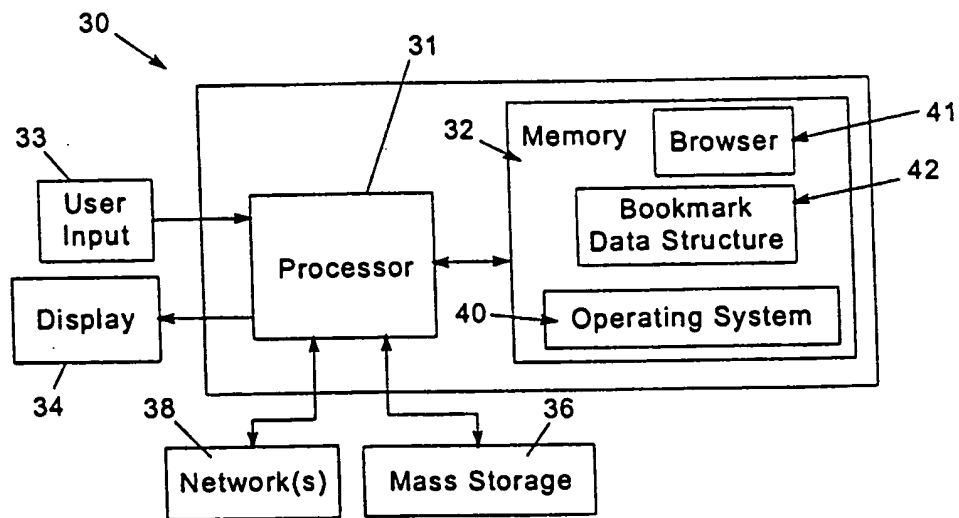 30
31
33
32
Memory
Browser
41
42
User
Input
Bookmark
Data Structure
Processor
Display
40
Operating System
34
38
36
Network(s)
Mass Storage